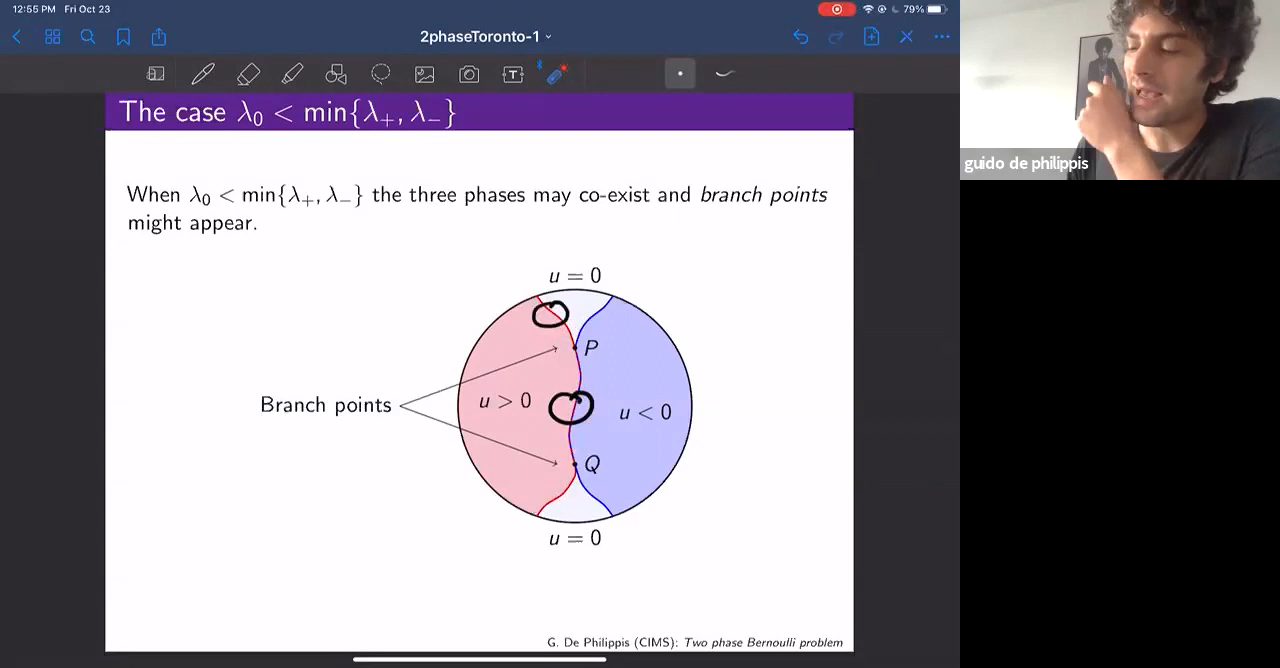 12:55 PM Fri Oct 23
79%
2phaseToronto-1
T
The case λ₀ < min{λ₊, λ₋}
guido de philippis
When λ₀ < min{λ₊, λ₋} the three phases may co-exist and branch points
might appear.
u = 0
P
Branch points
u > 0
u < 0
Q
u = 0
G. De Philippis (CIMS): Two phase Bernoulli problem